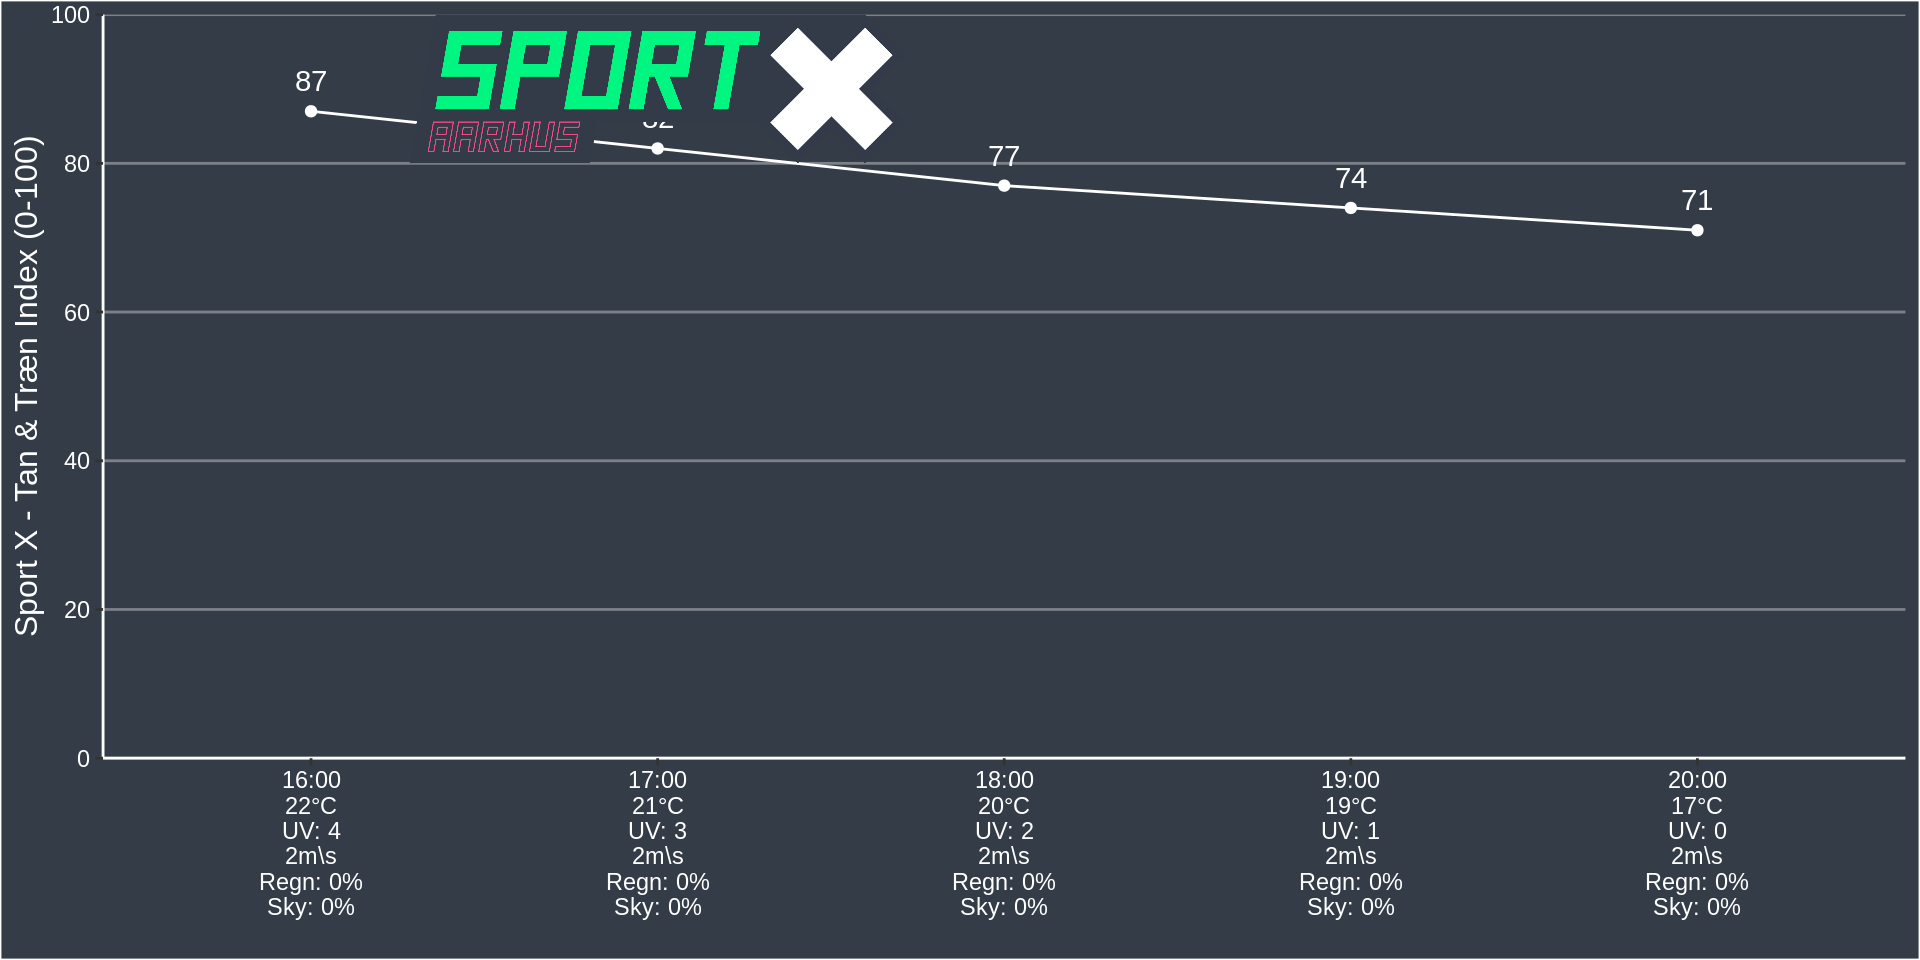 100
SPORT X
87
AARHUS
82
80
77
74
71
60
40
20
0
Sport X - Tan & Træn Index (0-100)
16:00 17:00 18:00 19:00 20:00
22°C 21°C 20°C 19°C 17°C
UV: 4 UV: 3 UV: 2 UV: 1 UV: 0
2m\s 2m\s 2m\s 2m\s 2m\s
Regn: 0% Regn: 0% Regn: 0% Regn: 0% Regn: 0%
Sky: 0% Sky: 0% Sky: 0% Sky: 0% Sky: 0%